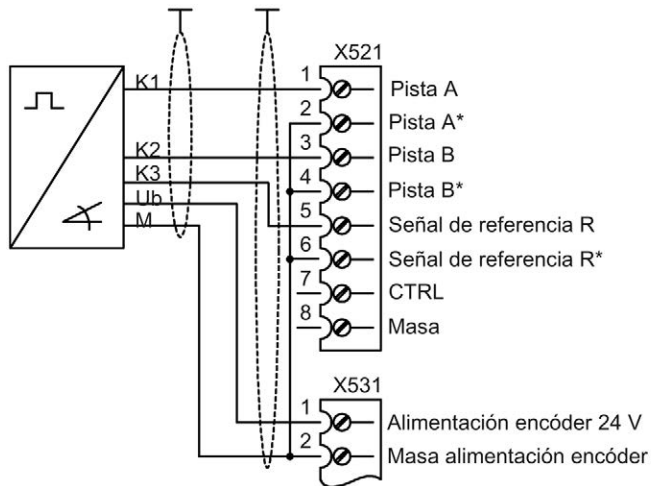 X521
K1
1
Pista A
2
Pista A*
K2
3
Pista B
K3
4
Pista B*
Ub
5
Señal de referencia R
M
6
Señal de referencia R*
7
CTRL
8
Masa
X531
1
Alimentación encóder 24 V
2
Masa alimentación encóder